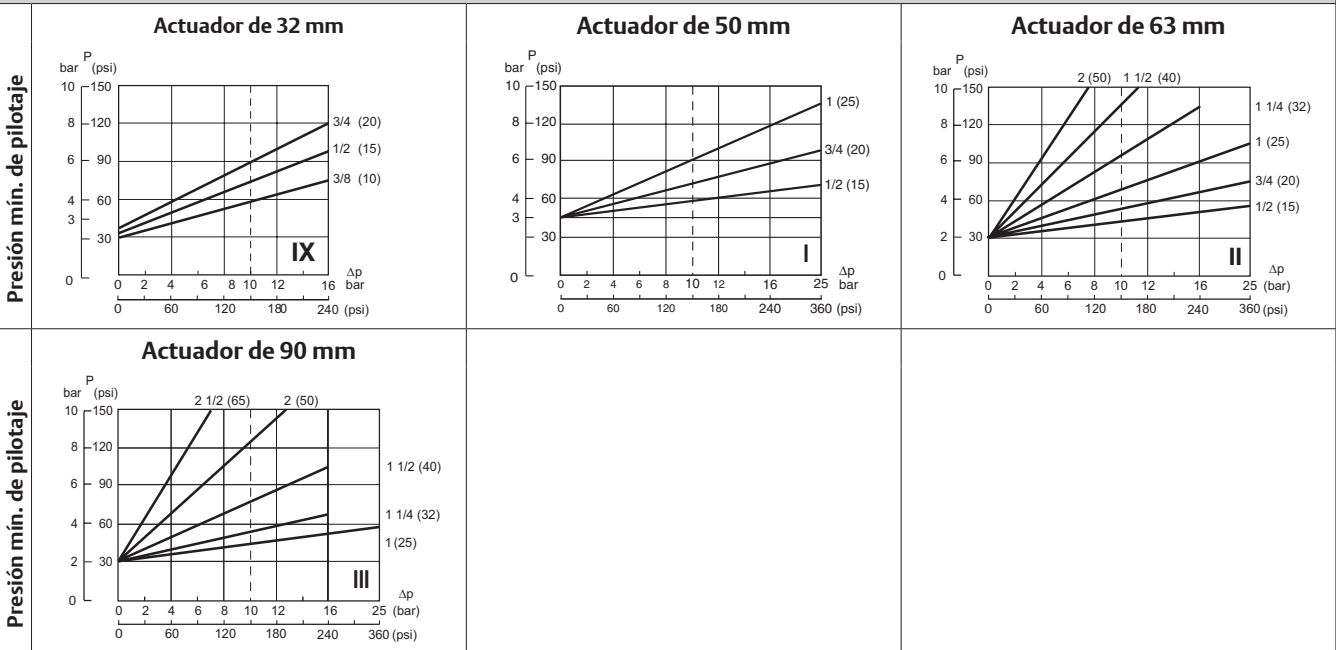 Presión mín. de pilotaje
Actuador de 32 mm
P
bar (psi)
10 150
8 120
6 90
4 60
3
30
0
3/4 (20)
1/2 (15)
3/8 (10)
IX
Δp
0 2 4 6 8 10 12 16 bar
0 60 120 180 240 (psi)
Actuador de 50 mm
P
bar (psi)
10 150
8 120
6 90
4 60
3
30
0
1 (25)
3/4 (20)
1/2 (15)
I
Δp
0 2 4 6 8 10 12 16 25 bar
0 60 120 180 240 360 (psi)
Actuador de 63 mm
P
bar (psi)
2 (50) 1 1/2 (40)
10 150
8 120
6 90
4 60
2 30
0
1 1/4 (32)
1 (25)
3/4 (20)
1/2 (15)
II
Δp
0 2 4 6 8 10 12 16 25 (bar)
0 60 120 180 240 360 (psi)
Presión mín. de pilotaje
Actuador de 90 mm
P
bar (psi)
2 1/2 (65) 2 (50)
10 150
8 120
6 90
4 60
2 30
0
1 1/2 (40)
1 1/4 (32)
1 (25)
III
Δp
0 2 4 6 8 10 12 16 25 (bar)
0 60 120 180 240 360 (psi)